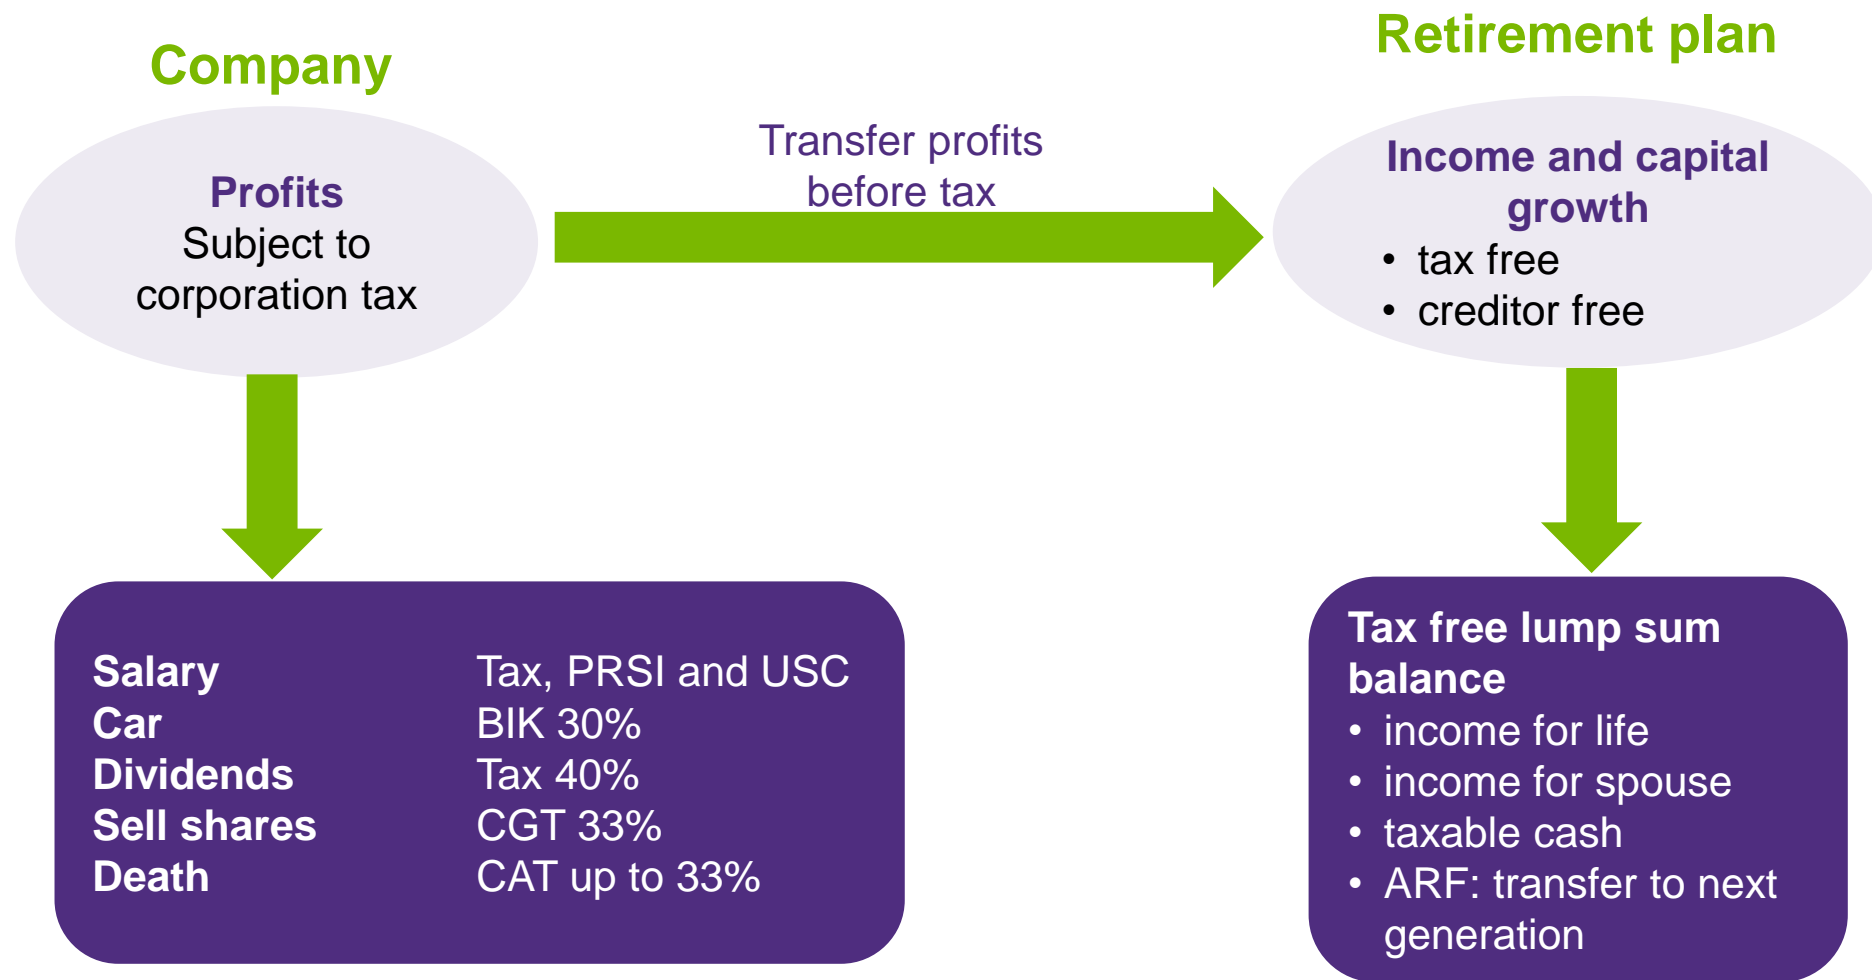 Company
Profits
Subject to
corporation tax
Transfer profits
before tax
Retirement plan
Income and capital
growth
• tax free
• creditor free
Salary Tax, PRSI and USC
Car BIK 30%
Dividends Tax 40%
Sell shares CGT 33%
Death CAT up to 33%
Tax free lump sum
balance
• income for life
• income for spouse
• taxable cash
• ARF: transfer to next
generation